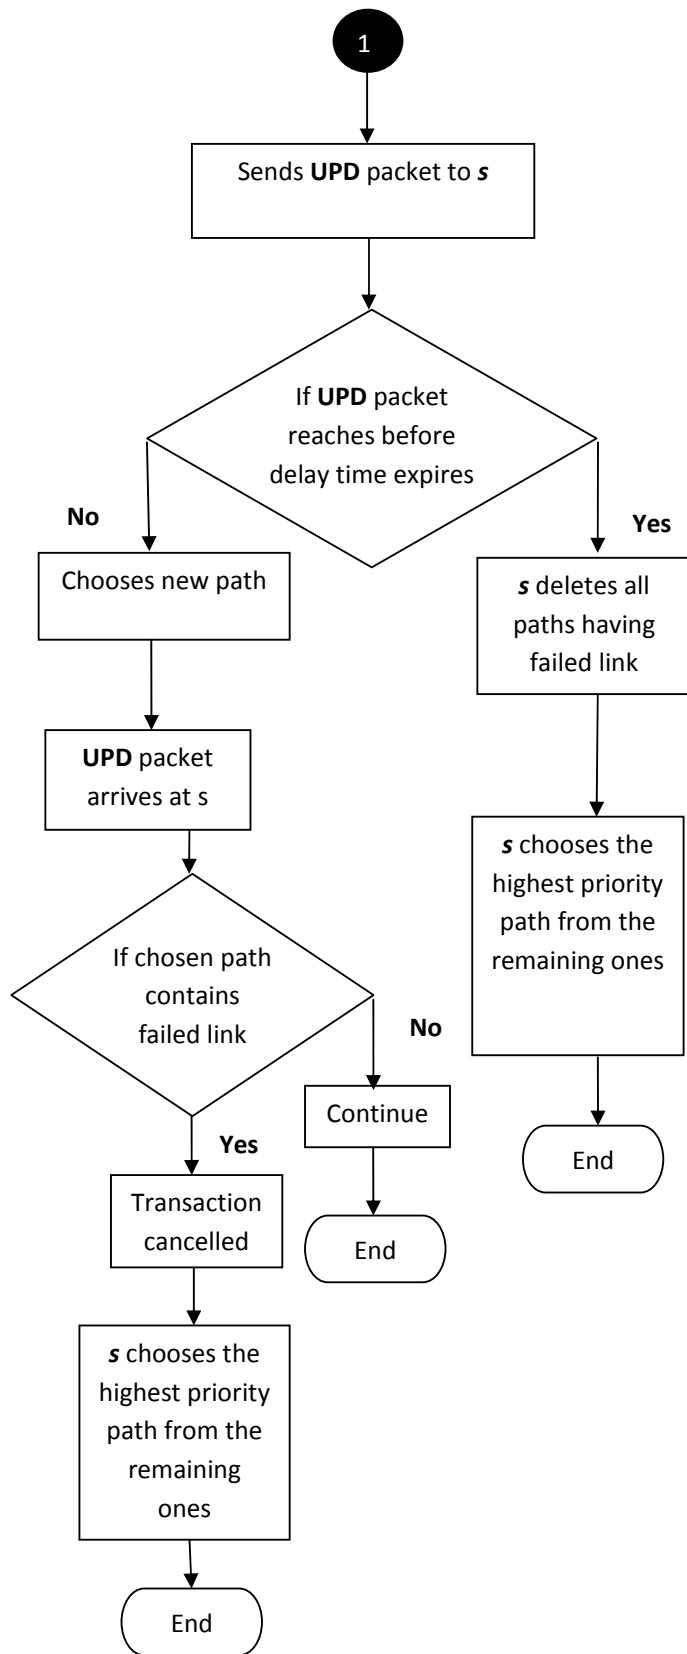 1
Sends UPD packet to s
If UPD packet
reaches before
delay time expires
No
Yes
Chooses new path
s deletes all
paths having
failed link
UPD packet
arrives at s
s chooses the
highest priority
path from the
remaining ones
If chosen path
contains
failed link
No
Continue
Yes
End
Transaction
cancelled
End
s chooses the
highest priority
path from the
remaining
ones
End